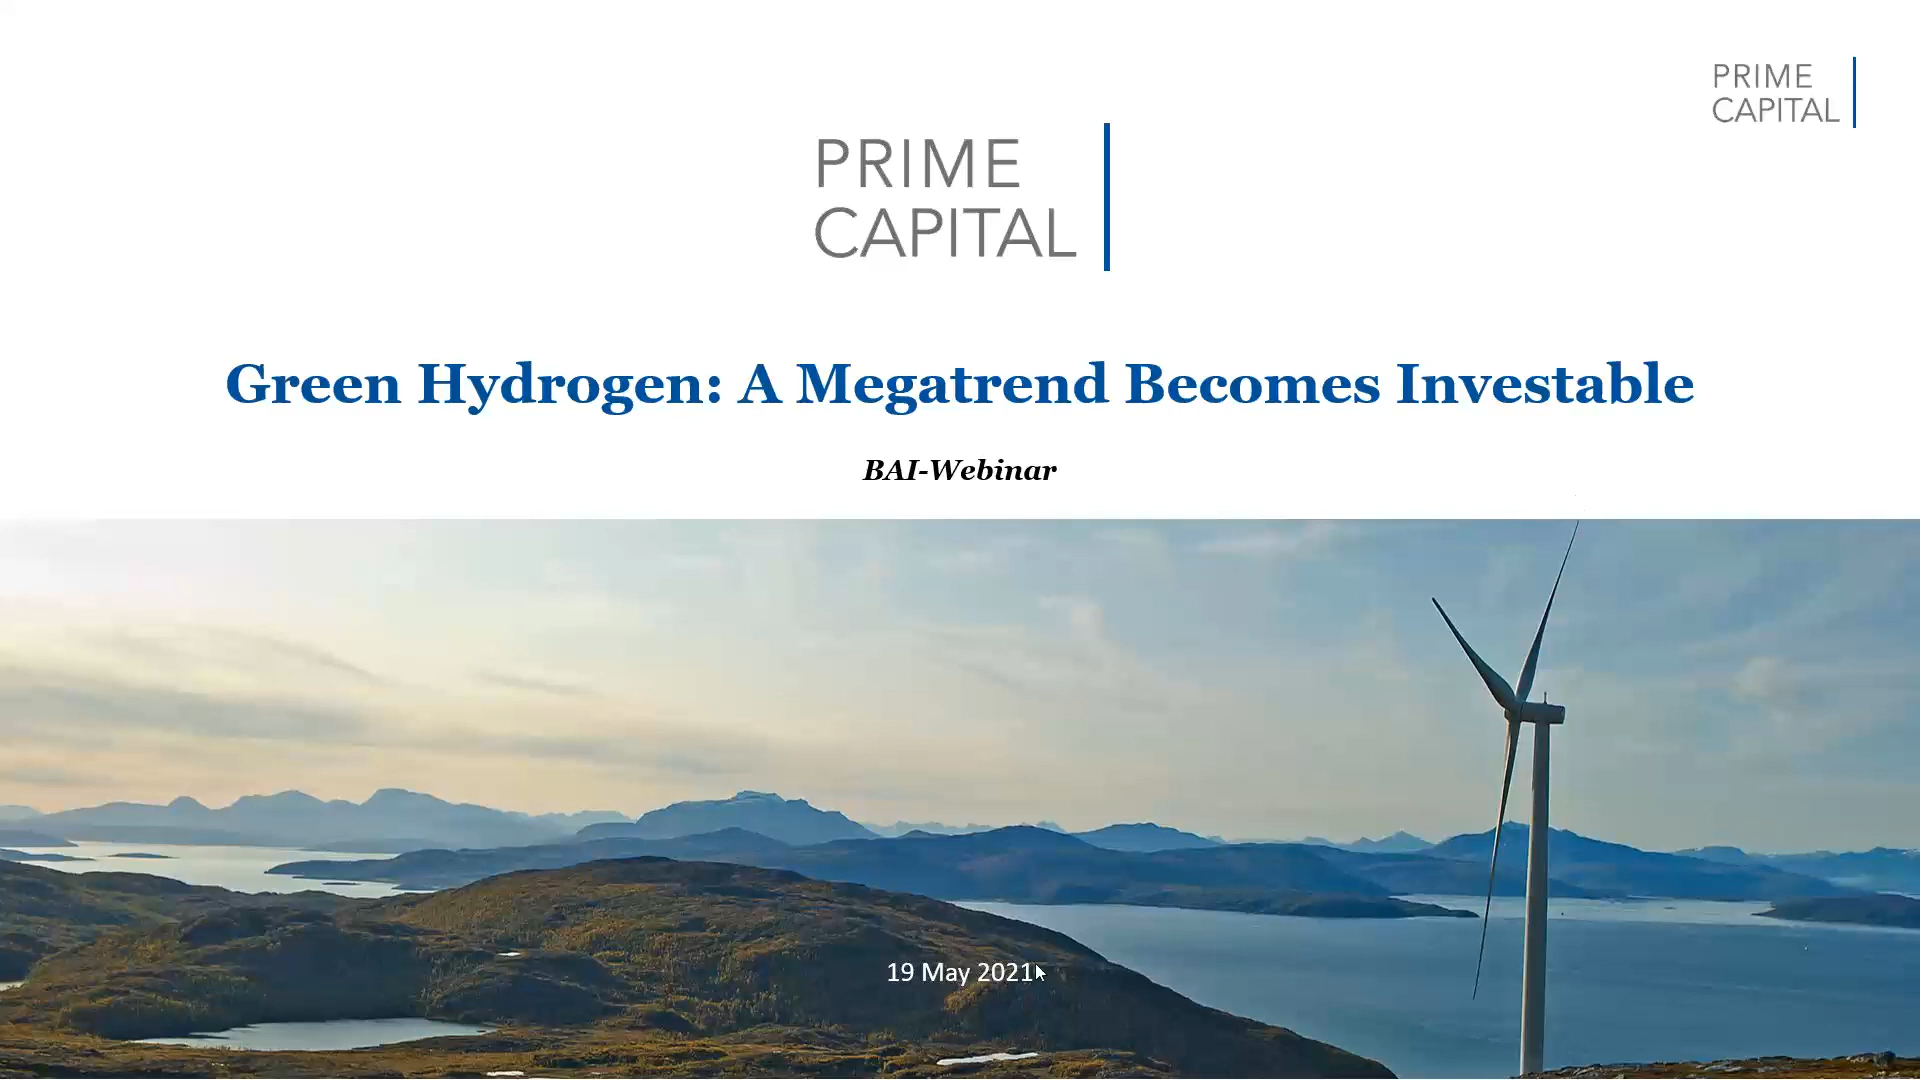 PRIME
CAPITAL
PRIME
CAPITAL
Green Hydrogen: A Megatrend Becomes Investable
BAI-Webinar
19 May 2021